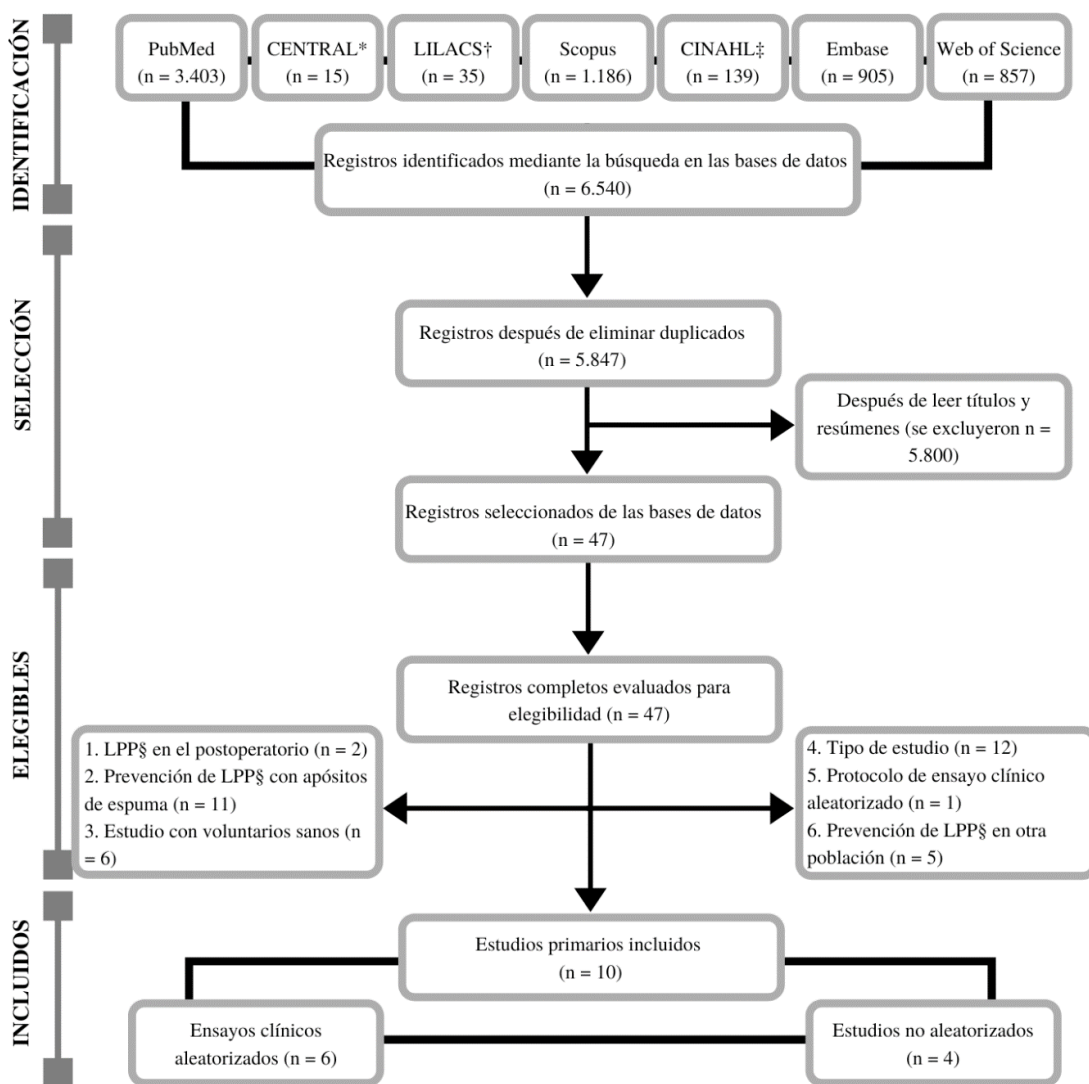 IDENTIFICACIÓN
PubMed
(n = 3.403)
CENTRAL*
(n = 15)
LILACS†
(n = 35)
Scopus
(n = 1.186)
CINAHL‡
(n = 139)
Embase
(n = 905)
Web of Science
(n = 857)
Registros identificados mediante la búsqueda en las bases de datos
(n = 6.540)
SELECCIÓN
Registros después de eliminar duplicados
(n = 5.847)
Después de leer títulos y
resúmenes (se excluyeron n =
5.800)
Registros seleccionados de las bases de datos
(n = 47)
ELEGIBLES
Registros completos evaluados para
elegibilidad (n = 47)
1. LPP§ en el postoperatorio (n = 2)
2. Prevención de LPP§ con apósitos
de espuma (n = 11)
3. Estudio con voluntarios sanos (n
= 6)
4. Tipo de estudio (n = 12)
5. Protocolo de ensayo clínico
aleatorizado (n = 1)
6. Prevención de LPP§ en otra
población (n = 5)
INCLUIDOS
Estudios primarios incluidos
(n = 10)
Ensayos clínicos
aleatorizados (n = 6)
Estudios no aleatorizados
(n = 4)